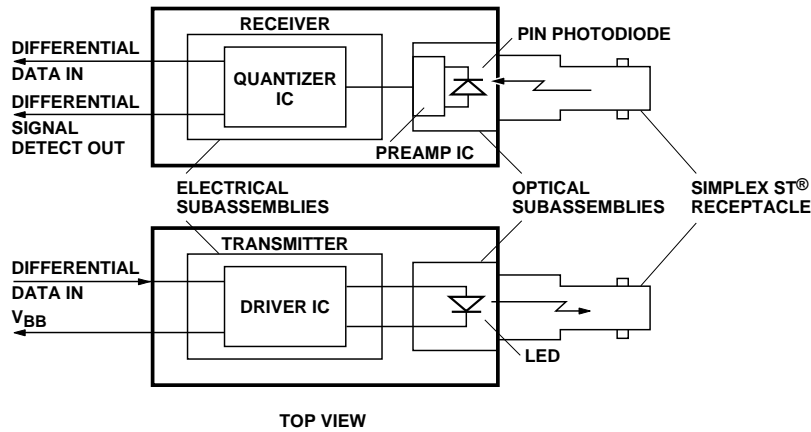 RECEIVER
PIN PHOTODIODE
DIFFERENTIAL
DATA IN
DIFFERENTIAL
SIGNAL
DETECT OUT
QUANTIZER
IC
PREAMP IC
ELECTRICAL
SUBASSEMBLIES
OPTICAL
SUBASSEMBLIES
SIMPLEX ST®
RECEPTACLE
TRANSMITTER
DIFFERENTIAL
DATA IN
VBB
DRIVER IC
LED
TOP VIEW